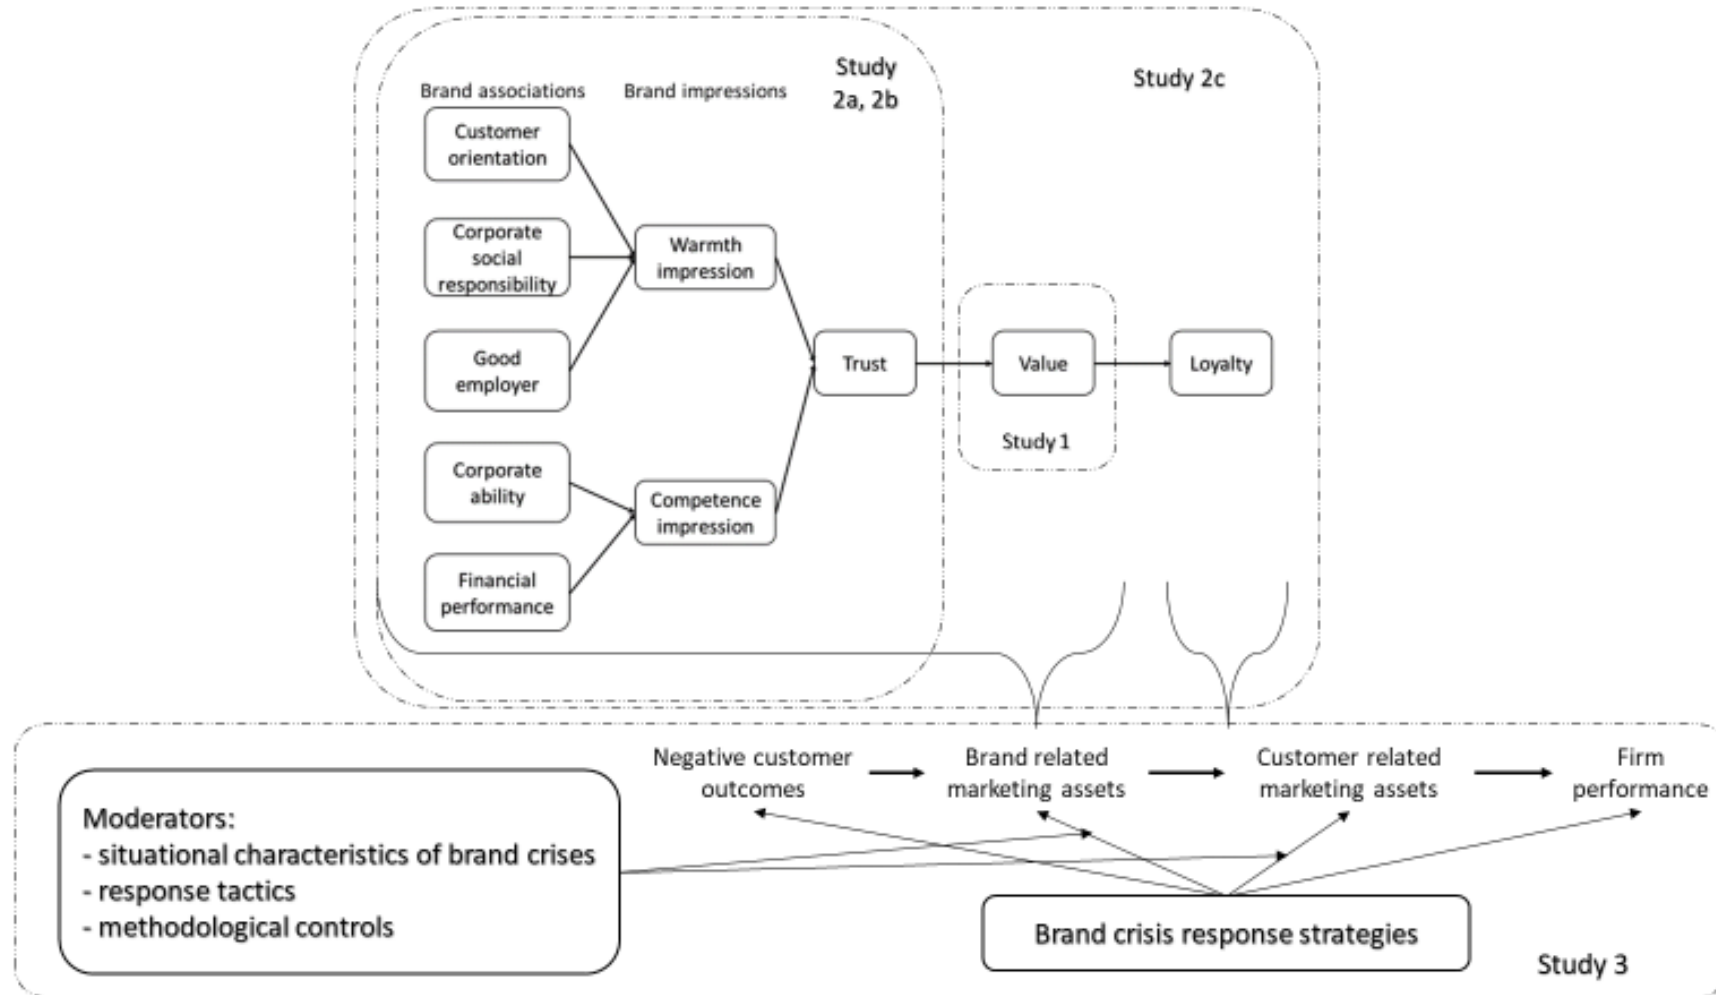 Study
2a, 2b
Study 2c
Brand associations
Brand impressions
Customer
orientation
Corporate
social
responsibility
Warmth
impression
Good
employer
Trust
Value
Loyalty
Study 1
Corporate
ability
Competence
impression
Financial
performance
Negative customer
outcomes
Brand related
marketing assets
Customer related
marketing assets
Firm
performance
Moderators:
- situational characteristics of brand crises
- response tactics
- methodological controls
Brand crisis response strategies
Study 3